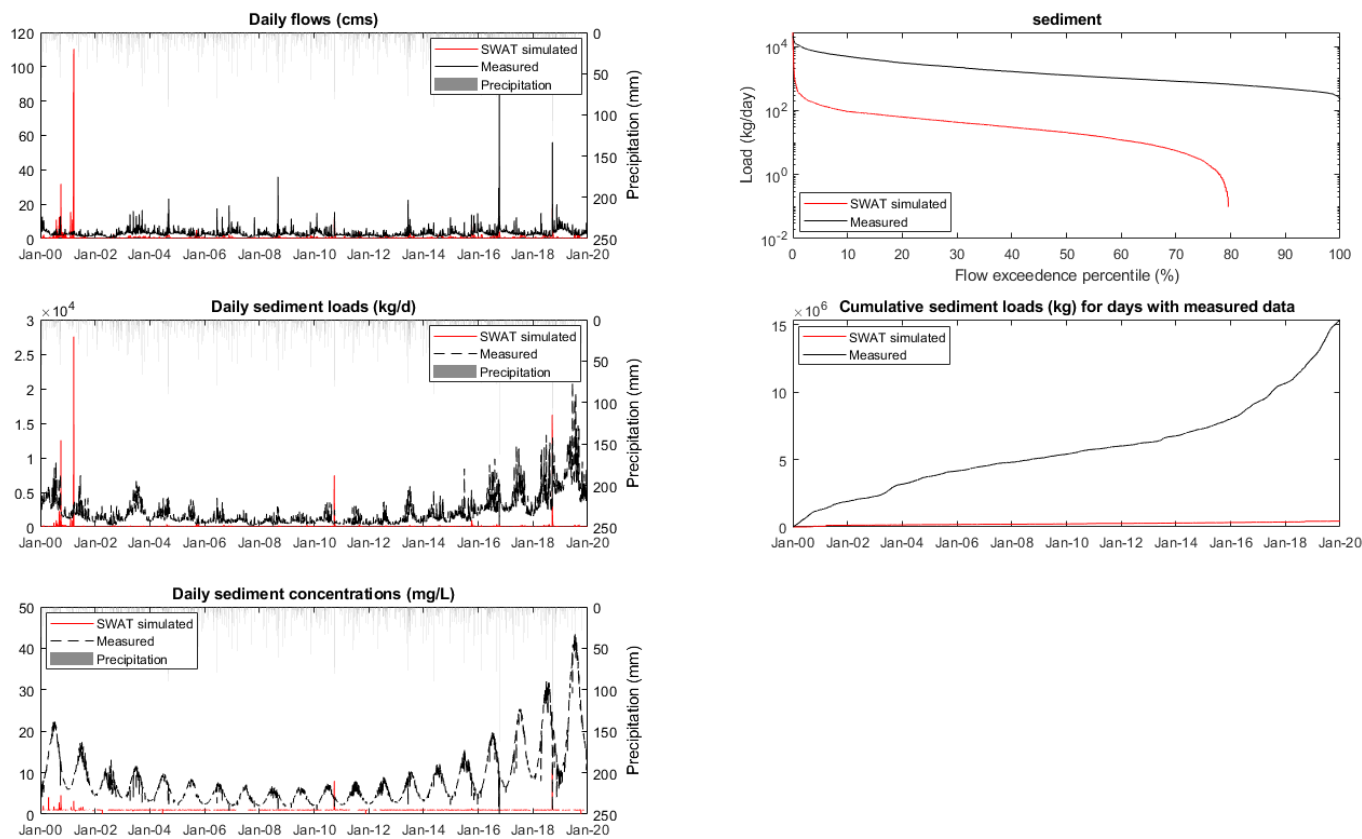 Daily flows (cms)
120
100
80
60
40
20
0
0
50
100
150
200
250
Precipitation (mm)
SWAT simulated
Measured
Precipitation
Jan-00 Jan-02 Jan-04 Jan-06 Jan-08 Jan-10 Jan-12 Jan-14 Jan-16 Jan-18 Jan-20
sediment
10^4
10^2
10^0
10^-2
Load (kg/day)
SWAT simulated
Measured
0 10 20 30 40 50 60 70 80 90 100
Flow exceedence percentile (%)
Daily sediment loads (kg/d)
×10^4
3
2.5
2
1.5
1
0.5
0
0
50
100
150
200
250
Precipitation (mm)
SWAT simulated
Measured
Precipitation
Jan-00 Jan-02 Jan-04 Jan-06 Jan-08 Jan-10 Jan-12 Jan-14 Jan-16 Jan-18 Jan-20
Cumulative sediment loads (kg) for days with measured data
×10^6
15
10
5
0
SWAT simulated
Measured
Jan-00 Jan-02 Jan-04 Jan-06 Jan-08 Jan-10 Jan-12 Jan-14 Jan-16 Jan-18 Jan-20
Daily sediment concentrations (mg/L)
50
40
30
20
10
0
0
50
100
150
200
250
Precipitation (mm)
SWAT simulated
Measured
Precipitation
Jan-00 Jan-02 Jan-04 Jan-06 Jan-08 Jan-10 Jan-12 Jan-14 Jan-16 Jan-18 Jan-20